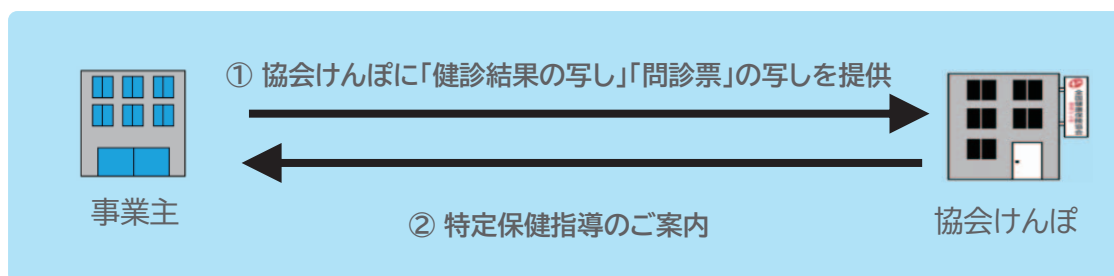 ① 協会けんぽに「健診結果の写し」「問診票」の写しを提供
事業主
② 特定保健指導のご案内
協会けんぽ